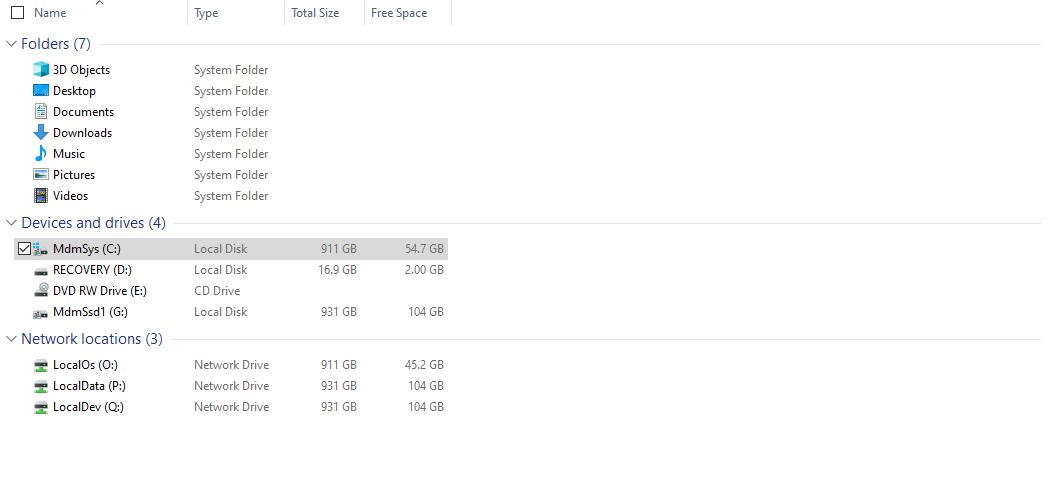 Name Type Total Size Free Space
Folders (7)
3D Objects System Folder
Desktop System Folder
Documents System Folder
Downloads System Folder
Music System Folder
Pictures System Folder
Videos System Folder
Devices and drives (4)
MdmSys (C:) Local Disk 911 GB 54.7 GB
RECOVERY (D:) Local Disk 16.9 GB 2.00 GB
DVD RW Drive (E:) CD Drive
MdmSsd1 (G:) Local Disk 931 GB 104 GB
Network locations (3)
LocalOs (O:) Network Drive 911 GB 45.2 GB
LocalData (P:) Network Drive 931 GB 104 GB
LocalDev (Q:) Network Drive 931 GB 104 GB